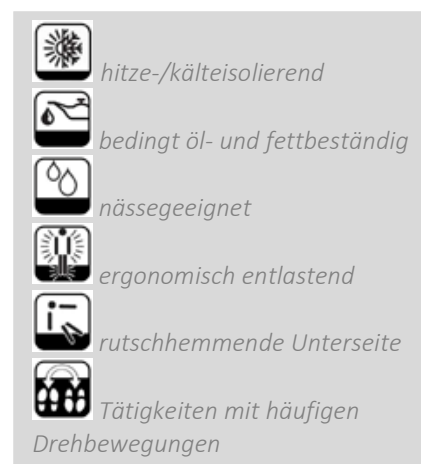 hitze-/kälteisolierend
bedingt öl- und fettbeständig
nässegeeignet
ergonomisch entlastend
rutschhemmende Unterseite
Tätigkeiten mit häufigen
Drehbewegungen